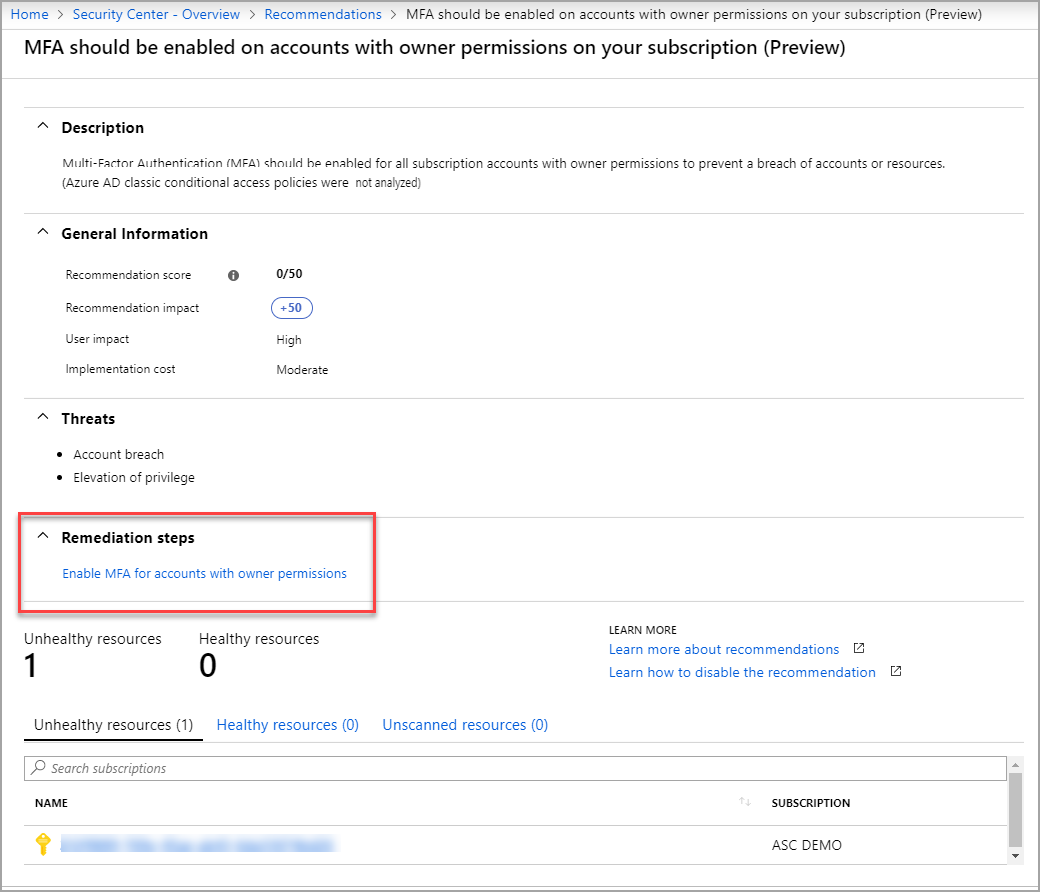 Home > Security Center - Overview > Recommendations > MFA should be enabled on accounts with owner permissions on your subscription (Preview)
MFA should be enabled on accounts with owner permissions on your subscription (Preview)
Description
Multi-Factor Authentication (MFA) should be enabled for all subscription accounts with owner permissions to prevent a breach of accounts or resources.
(Azure AD classic conditional access policies were not analyzed)
General Information
Recommendation score 0/50
Recommendation impact +50
User impact High
Implementation cost Moderate
Threats
• Account breach
• Elevation of privilege
Remediation steps
Enable MFA for accounts with owner permissions
Unhealthy resources Healthy resources
1 0
LEARN MORE
Learn more about recommendations
Learn how to disable the recommendation
Unhealthy resources (1) Healthy resources (0) Unscanned resources (0)
Search subscriptions
NAME SUBSCRIPTION
ASC DEMO